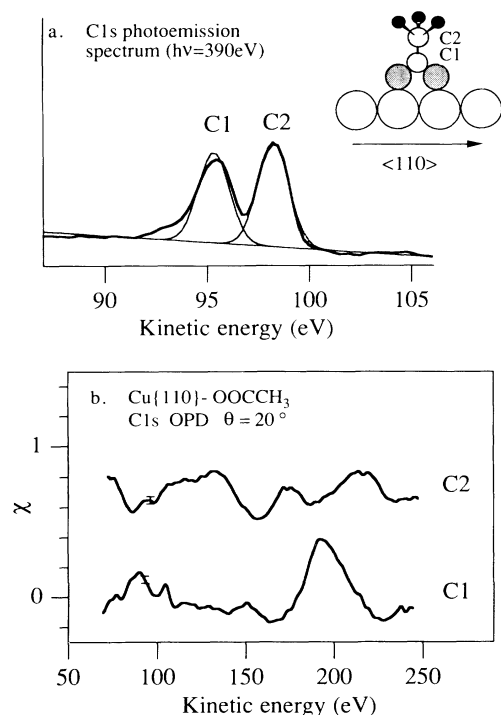 a. C1s photoemission
spectrum (hν=390eV)
C2
C1
<110>
C1
C2
90
95
100
105
Kinetic energy (eV)
b. Cu{110}- OOCCH₃
C1s OPD θ = 20 °
1
C2
χ
0
C1
50
100
150
200
250
Kinetic energy (eV)